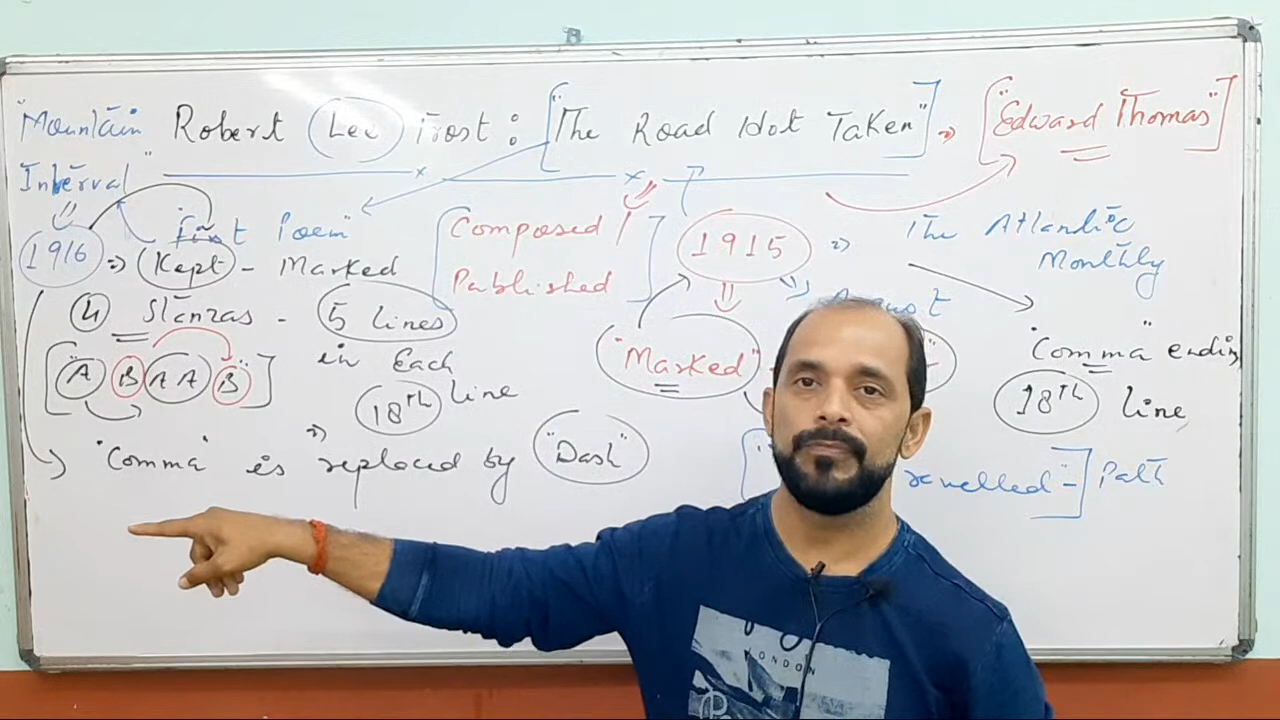 "Mountain Robert Lee Frost: ["The Road Not Taken"] => ["Edward Thomas"]
Interval"
1916 => "First Poem" [Composed / 1915 => The Atlantic
(Kept) - Marked Published] Monthly
4 Stanzas - 5 lines August
["A B A A B"] in Each "Marked" "Comma" ending
18th line 18th line,
"Comma" is replaced by "Dash" - Path
LONDON